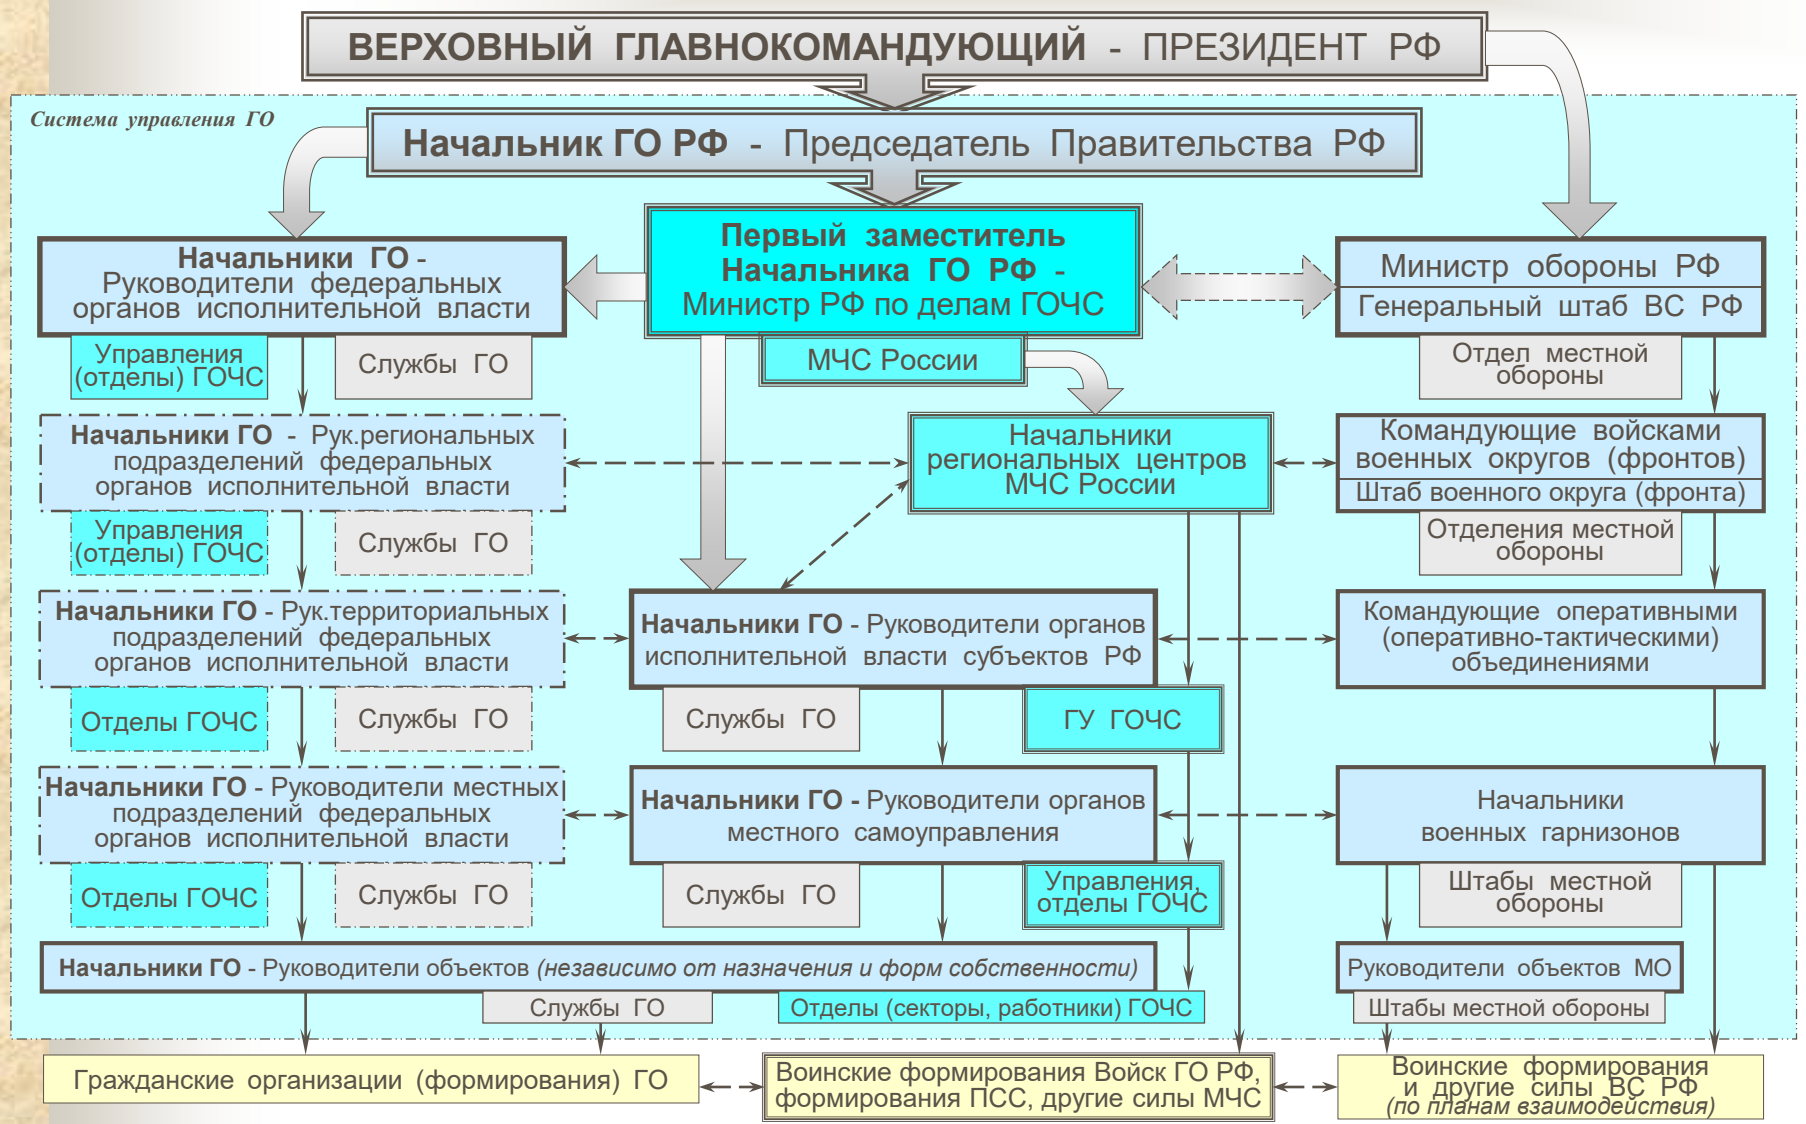 ВЕРХОВНЫЙ ГЛАВНОКОМАНДУЮЩИЙ - ПРЕЗИДЕНТ РФ
Система управления ГО
Начальник ГО РФ - Председатель Правительства РФ
Начальники ГО -
Руководители федеральных
органов исполнительной власти
Управления
(отделы) ГОЧС
Службы ГО
Первый заместитель
Начальника ГО РФ -
Министр РФ по делам ГОЧС
МЧС России
Министр обороны РФ
Генеральный штаб ВС РФ
Отдел местной
обороны
Начальники ГО - Рук.региональных
подразделений федеральных
органов исполнительной власти
Управления
(отделы) ГОЧС
Службы ГО
Начальники
региональных центров
МЧС России
Командующие войсками
военных округов (фронтов)
Штаб военного округа (фронта)
Отделения местной
обороны
Начальники ГО - Рук.территориальных
подразделений федеральных
органов исполнительной власти
Отделы ГОЧС
Службы ГО
Начальники ГО - Руководители органов
исполнительной власти субъектов РФ
Службы ГО
ГУ ГОЧС
Командующие оперативными
(оперативно-тактическими)
объединениями
Начальники ГО - Руководители местных
подразделений федеральных
органов исполнительной власти
Отделы ГОЧС
Службы ГО
Начальники ГО - Руководители органов
местного самоуправления
Службы ГО
Управления,
отделы ГОЧС
Начальники
военных гарнизонов
Штабы местной
обороны
Начальники ГО - Руководители объектов (независимо от назначения и форм собственности)
Службы ГО
Отделы (секторы, работники) ГОЧС
Руководители объектов МО
Штабы местной обороны
Гражданские организации (формирования) ГО
Воинские формирования Войск ГО РФ,
формирования ПСС, другие силы МЧС
Воинские формирования
и другие силы ВС РФ
(по планам взаимодействия)